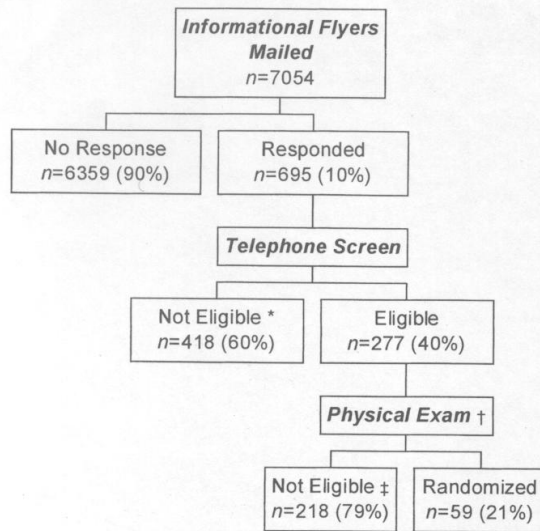 Informational Flyers
Mailed
n=7054
No Response
n=6359 (90%)
Responded
n=695 (10%)
Telephone Screen
Not Eligible *
n=418 (60%)
Eligible
n=277 (40%)
Physical Exam †
Not Eligible ‡
n=218 (79%)
Randomized
n=59 (21%)